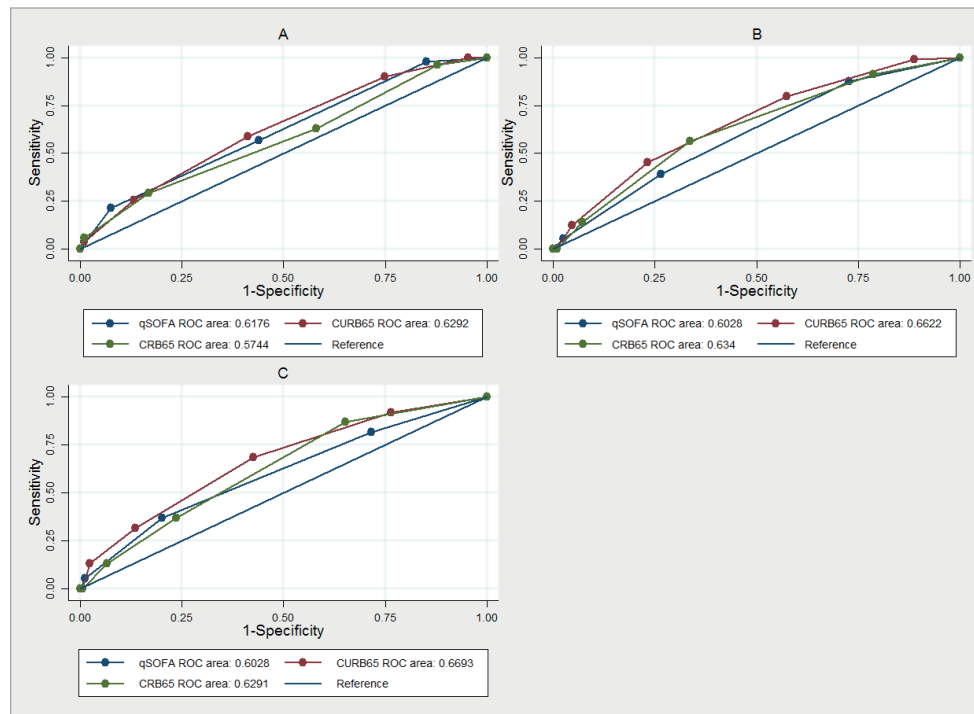 A
Sensitivity
1.00
0.75
0.50
0.25
0.00
0.00 0.25 0.50 0.75 1.00
1-Specificity
qSOFA ROC area: 0.6176 CURB65 ROC area: 0.6292
CRB65 ROC area: 0.5744 Reference
B
Sensitivity
1.00
0.75
0.50
0.25
0.00
0.00 0.25 0.50 0.75 1.00
1-Specificity
qSOFA ROC area: 0.6028 CURB65 ROC area: 0.6622
CRB65 ROC area: 0.634 Reference
C
Sensitivity
1.00
0.75
0.50
0.25
0.00
0.00 0.25 0.50 0.75 1.00
1-Specificity
qSOFA ROC area: 0.6028 CURB65 ROC area: 0.6693
CRB65 ROC area: 0.6291 Reference